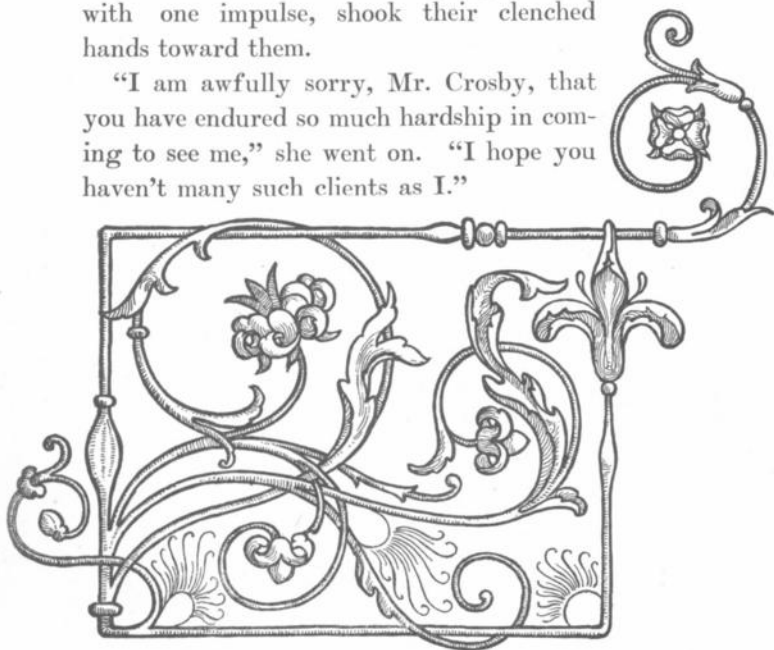 with one impulse, shook their clenched
hands toward them.
“I am awfully sorry, Mr. Crosby, that
you have endured so much hardship in com-
ing to see me,” she went on. “I hope you
haven't many such clients as I.”